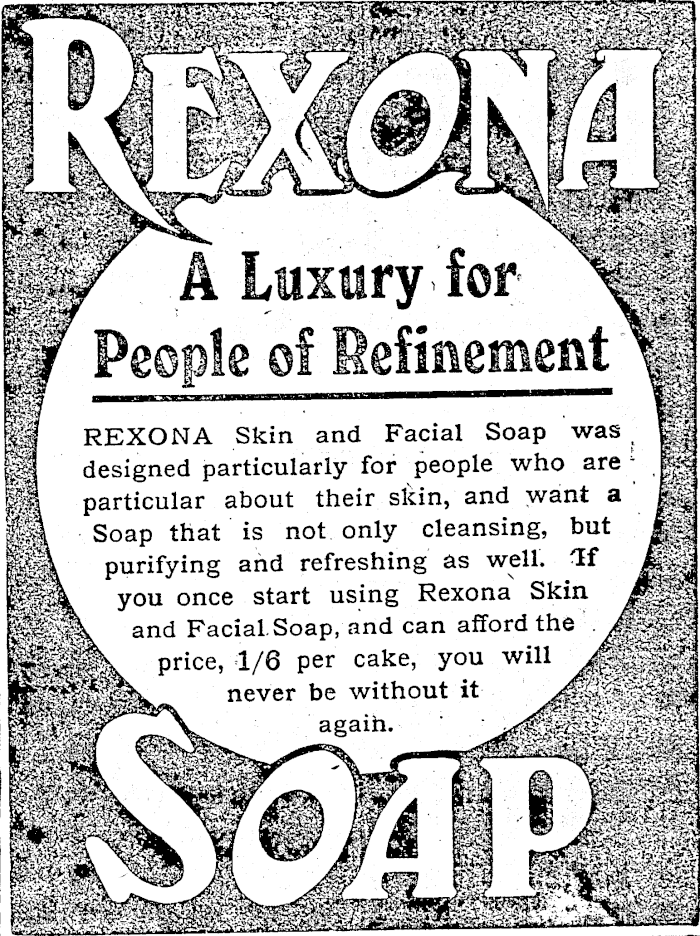 REXONA
A Luxury for
People of Refinement
REXONA Skin and Facial Soap was
designed particularly for people who are
particular about their skin, and want a
Soap that is not only cleansing, but
purifying and refreshing as well. If
you once start using Rexona Skin
and Facial Soap, and can afford the
price, 1/6 per cake, you will
never be without it
again.
SOAP